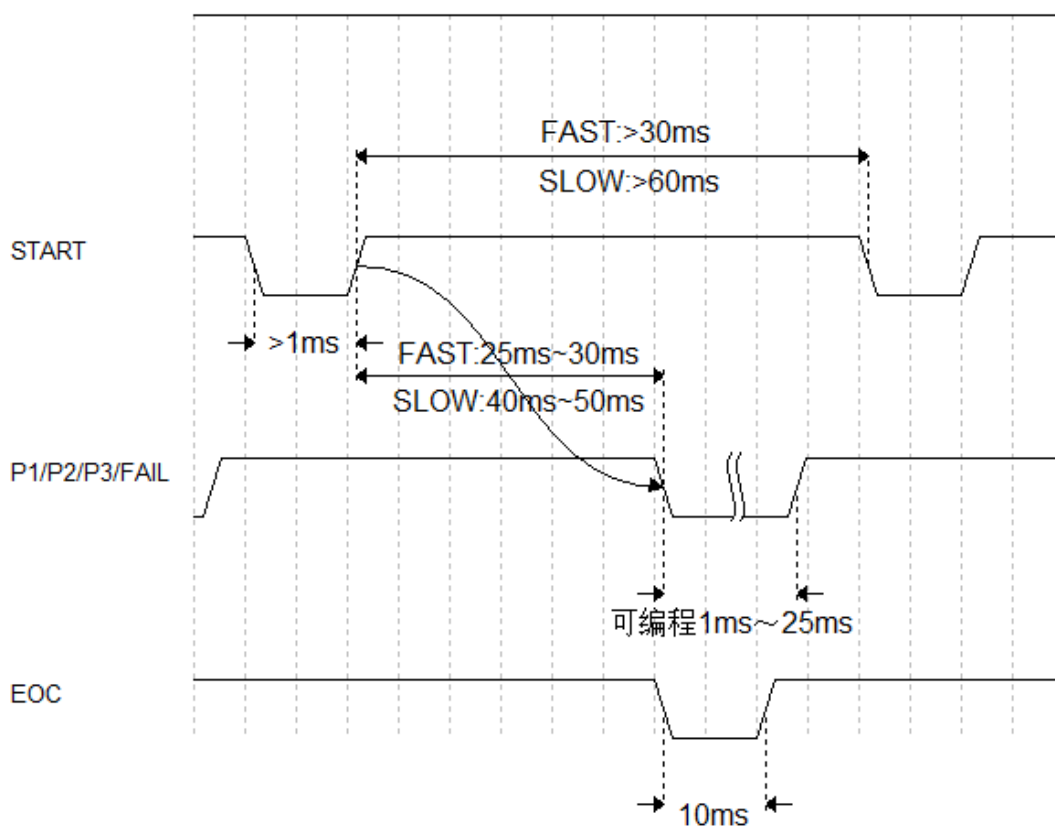 FAST:>30ms
SLOW:>60ms
START
>1ms
FAST:25ms~30ms
SLOW:40ms~50ms
P1/P2/P3/FAIL
可编程1ms～25ms
EOC
10ms